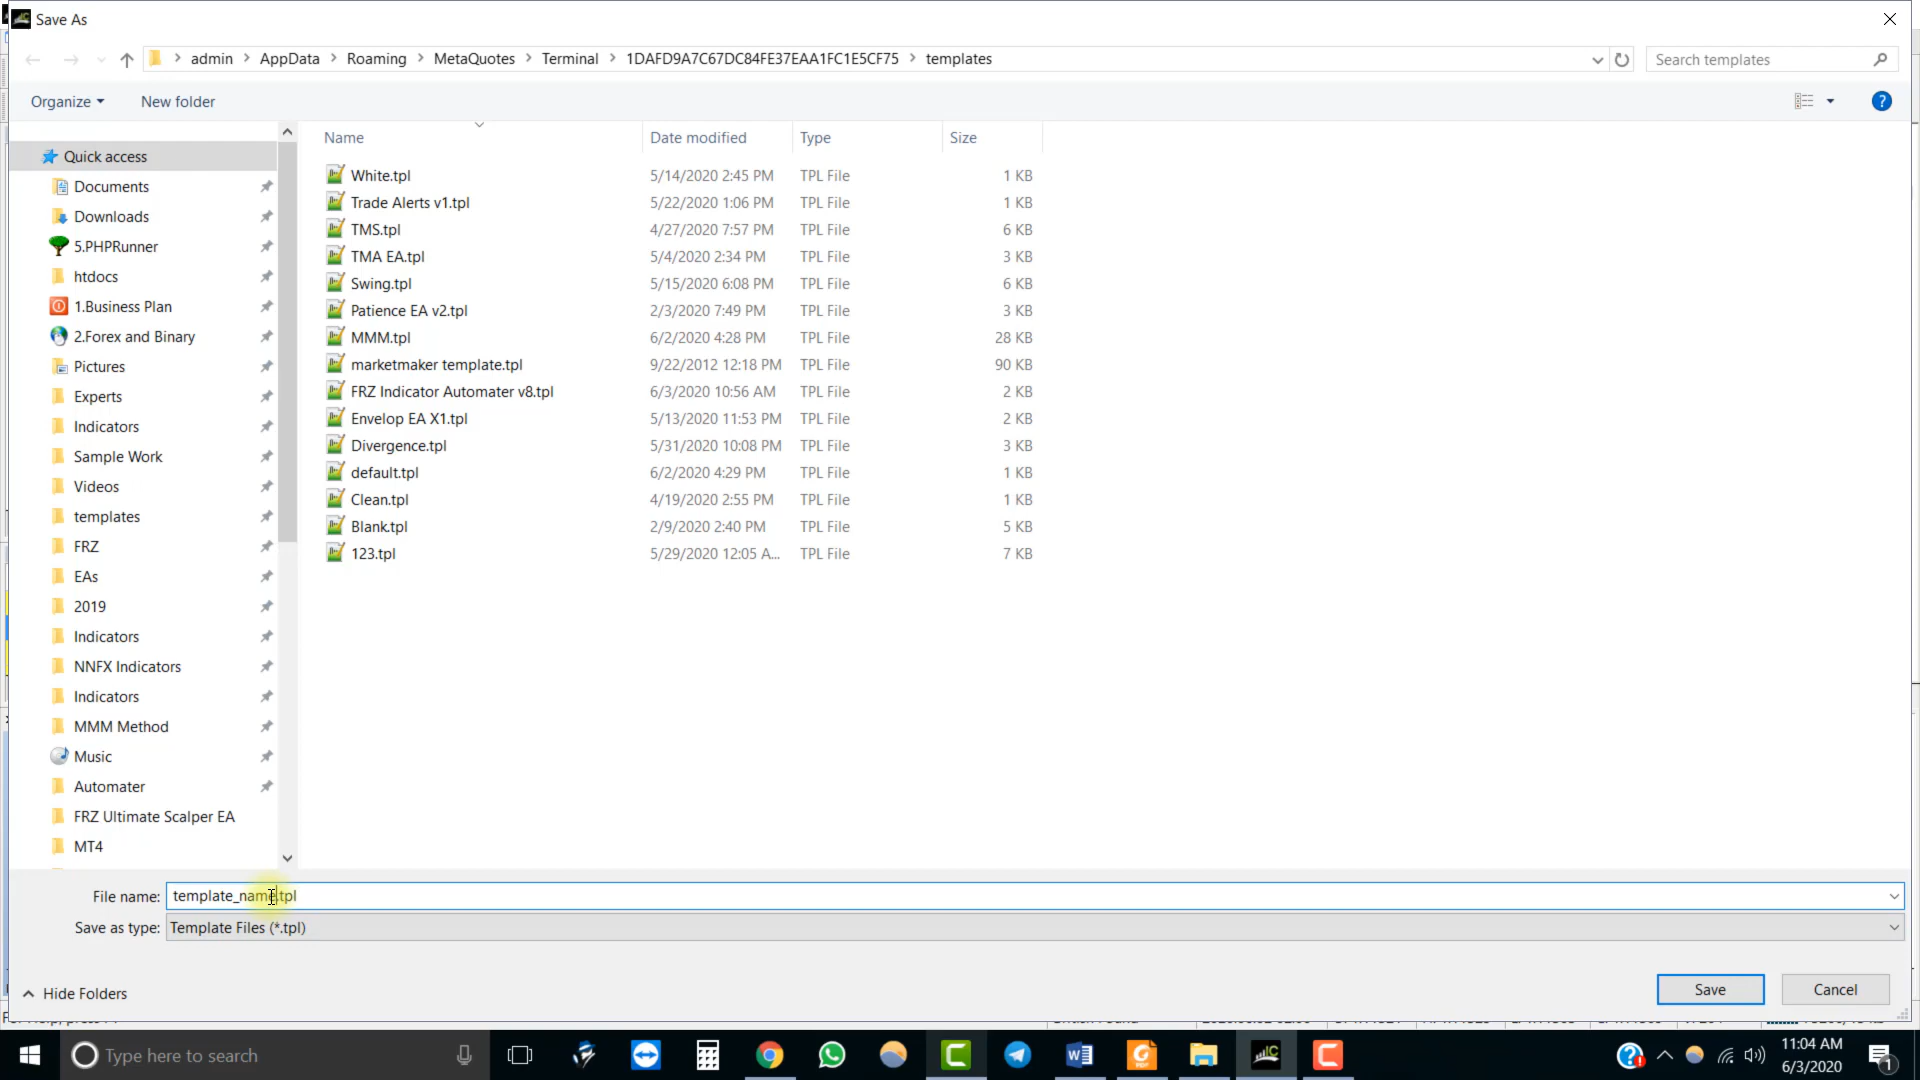 Save As
admin > AppData > Roaming > MetaQuotes > Terminal > 1DAFD9A7C67DC84FE37EAA1FC1E5CF75 > templates
Search templates
Organize
New folder
Name Date modified Type Size
Quick access
Documents
Downloads
5.PHPRunner
htdocs
1.Business Plan
2.Forex and Binary
Pictures
Experts
Indicators
Sample Work
Videos
templates
FRZ
EAs
2019
Indicators
NNFX Indicators
Indicators
MMM Method
Music
Automater
FRZ Ultimate Scalper EA
MT4
White.tpl 5/14/2020 2:45 PM TPL File 1 KB
Trade Alerts v1.tpl 5/22/2020 1:06 PM TPL File 1 KB
TMS.tpl 4/27/2020 7:57 PM TPL File 6 KB
TMA EA.tpl 5/4/2020 2:34 PM TPL File 3 KB
Swing.tpl 5/15/2020 6:08 PM TPL File 6 KB
Patience EA v2.tpl 2/3/2020 7:49 PM TPL File 3 KB
MMM.tpl 6/2/2020 4:28 PM TPL File 28 KB
marketmaker template.tpl 9/22/2012 12:18 PM TPL File 90 KB
FRZ Indicator Automater v8.tpl 6/3/2020 10:56 AM TPL File 2 KB
Envelop EA X1.tpl 5/13/2020 11:53 PM TPL File 2 KB
Divergence.tpl 5/31/2020 10:08 PM TPL File 3 KB
default.tpl 6/2/2020 4:29 PM TPL File 1 KB
Clean.tpl 4/19/2020 2:55 PM TPL File 1 KB
Blank.tpl 2/9/2020 2:40 PM TPL File 5 KB
123.tpl 5/29/2020 12:05 A... TPL File 7 KB
File name: template_name.tpl
Save as type: Template Files (*.tpl)
Hide Folders
Save
Cancel
Type here to search
11:04 AM
6/3/2020
1